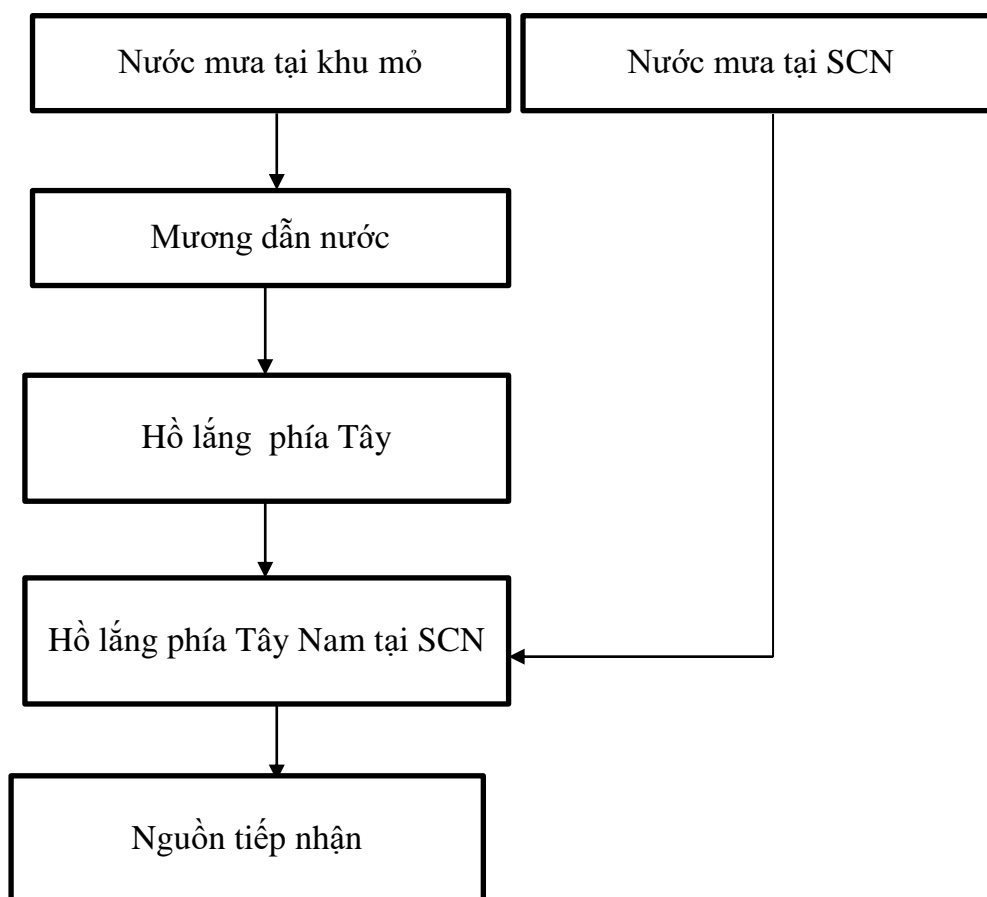 Nước mưa tại khu mỏ
Nước mưa tại SCN
Mương dẫn nước
Hồ lắng phía Tây
Hồ lắng phía Tây Nam tại SCN
Nguồn tiếp nhận